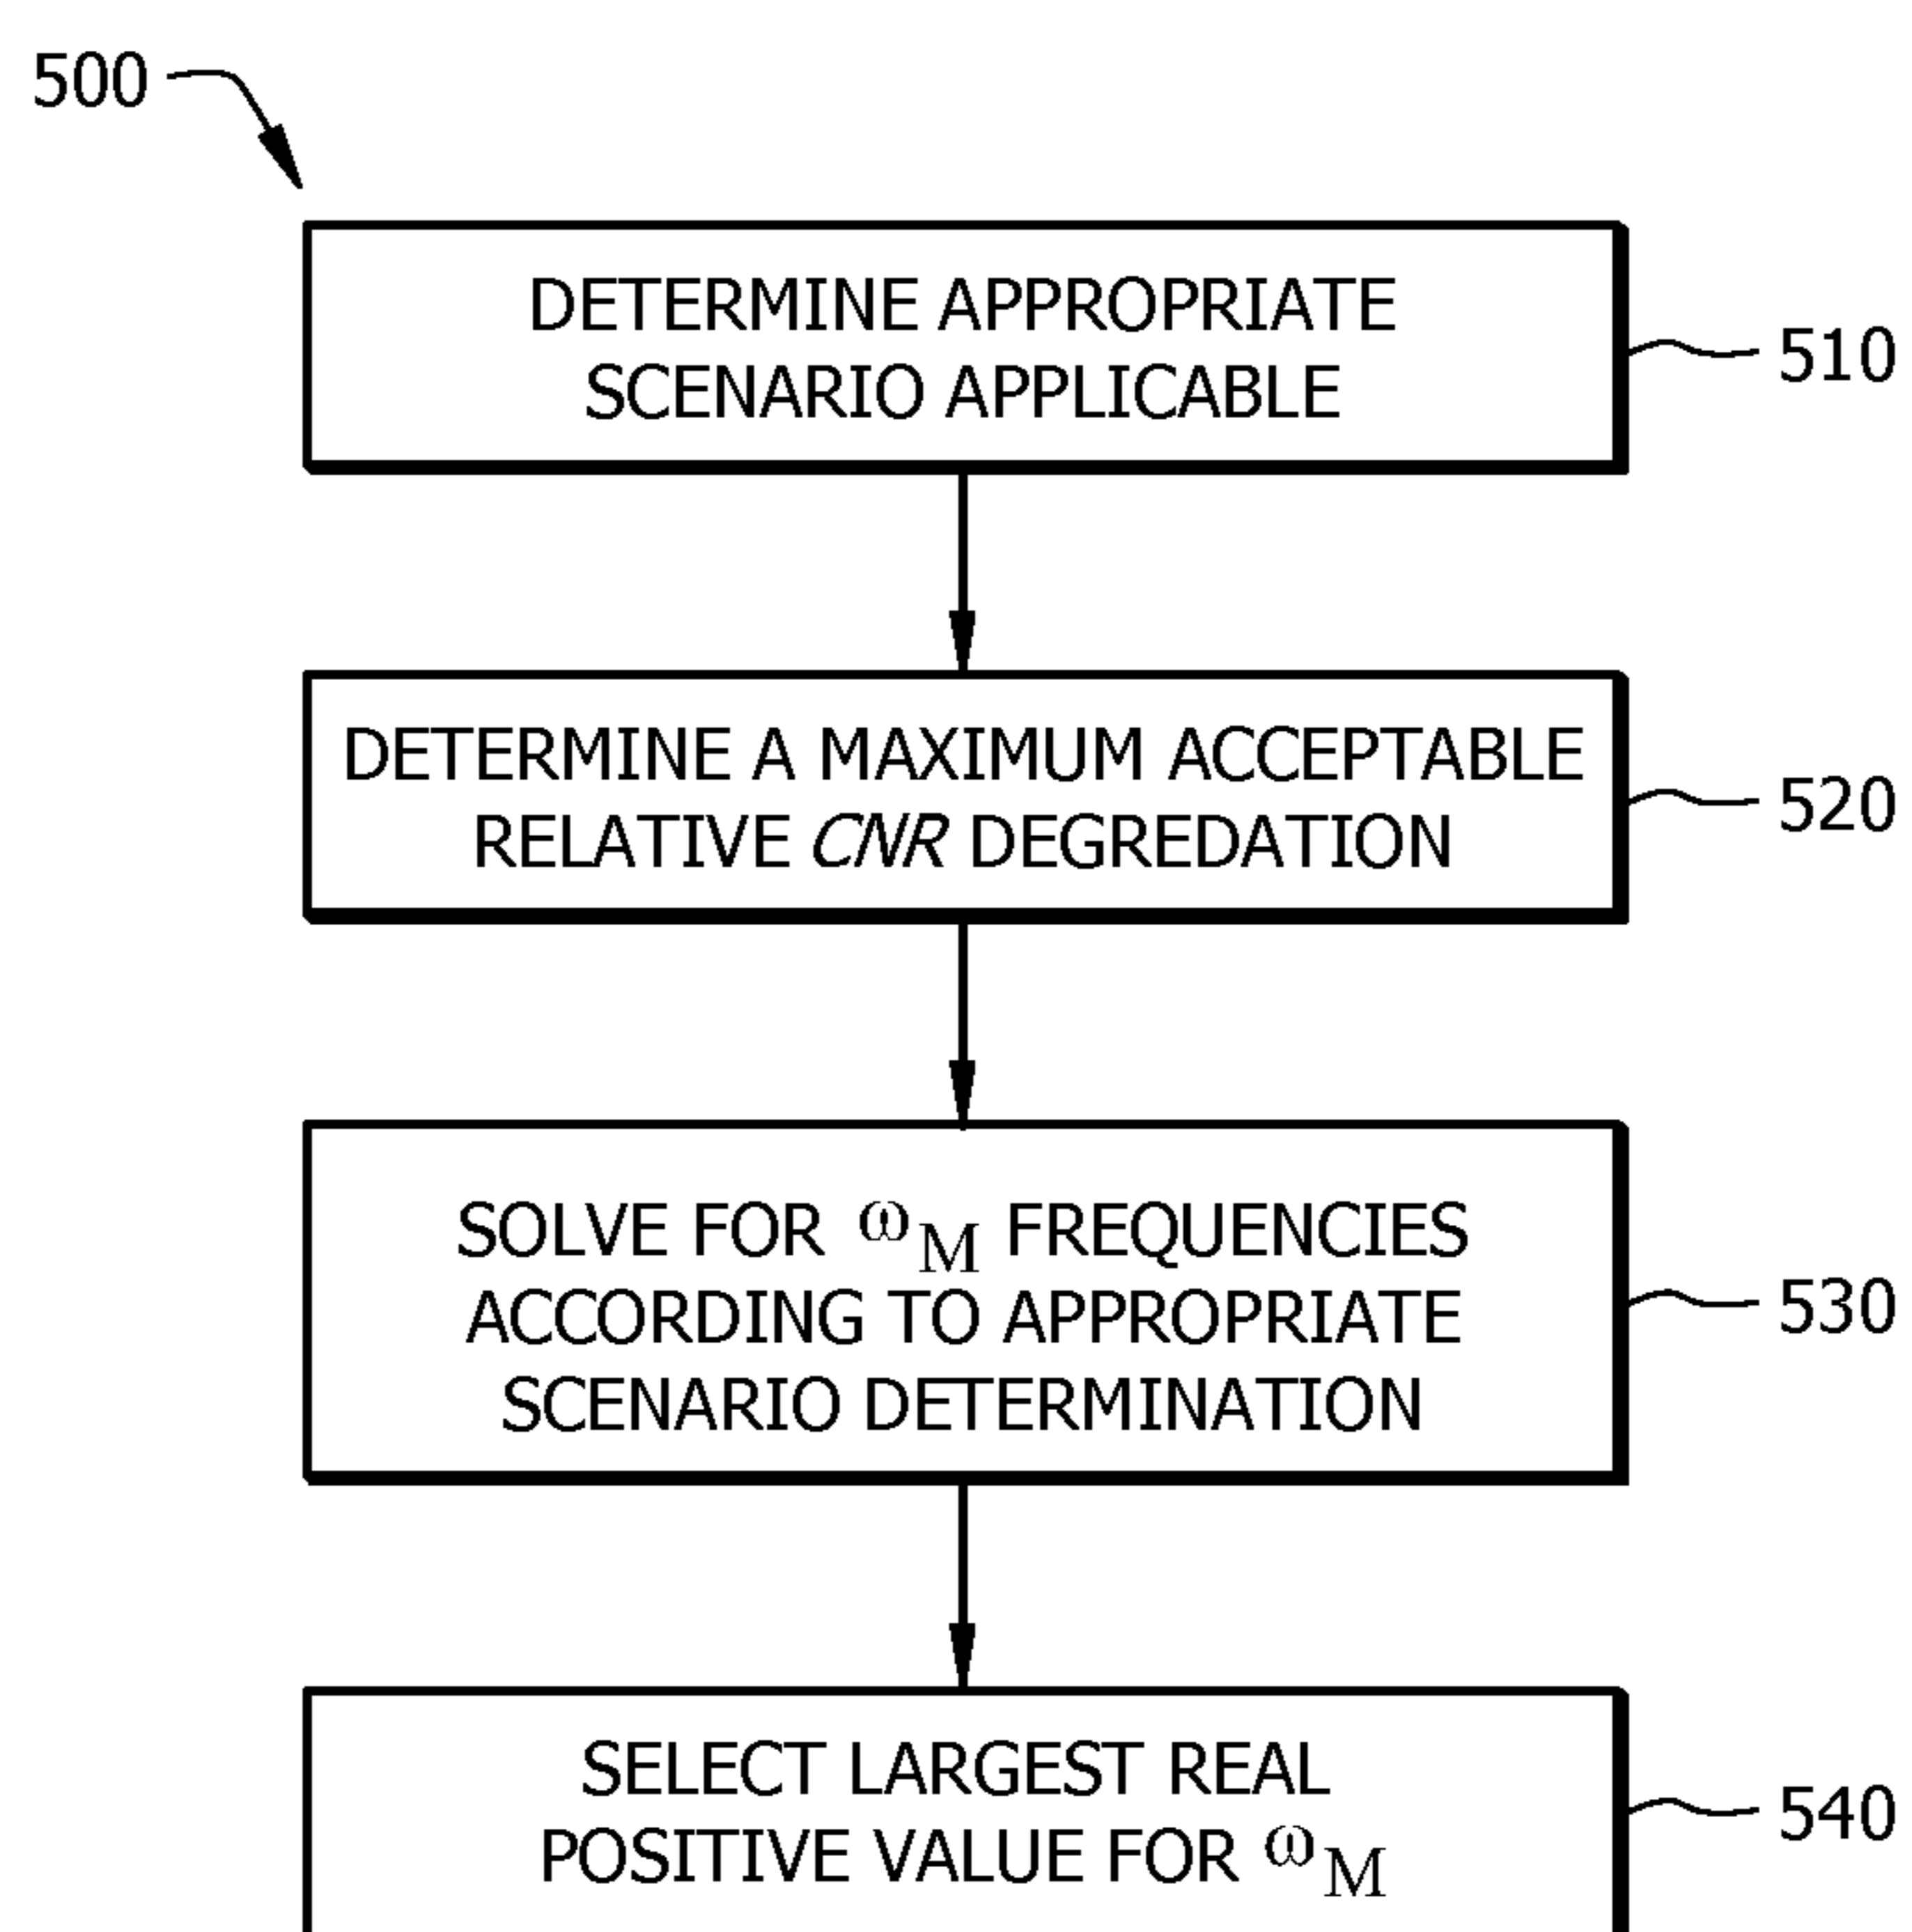 500
DETERMINE APPROPRIATE
SCENARIO APPLICABLE
510
DETERMINE A MAXIMUM ACCEPTABLE
RELATIVE CNR DEGREDATION
520
SOLVE FOR ωM FREQUENCIES
ACCORDING TO APPROPRIATE
SCENARIO DETERMINATION
530
SELECT LARGEST REAL
POSITIVE VALUE FOR ωM
540